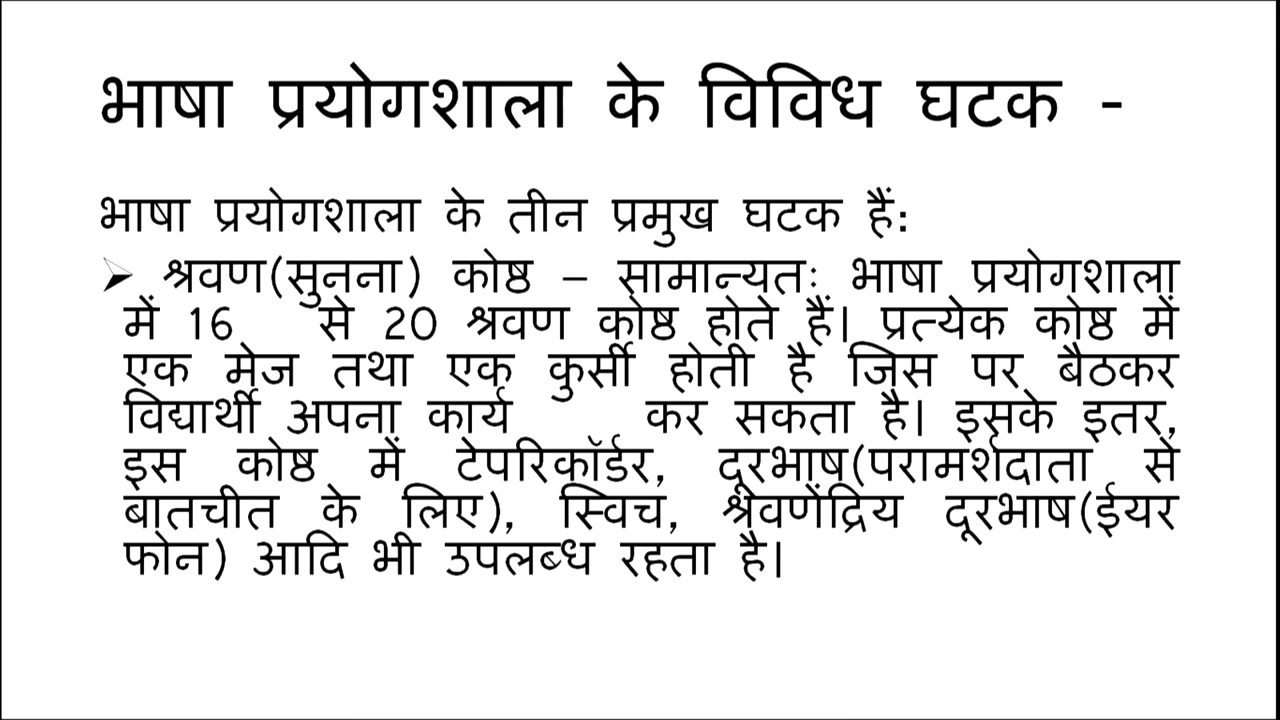 भाषा प्रयोगशाला के विविध घटक -
भाषा प्रयोगशाला के तीन प्रमुख घटक हैं:
➢ श्रवण(सुनना) कोष्ठ – सामान्यतः भाषा प्रयोगशाला
में 16 से 20 श्रवण कोष्ठ होते हैं। प्रत्येक कोष्ठ में
एक मेज तथा एक कुर्सी होती है जिस पर बैठकर
विद्यार्थी अपना कार्य कर सकता है। इसके इतर,
इस कोष्ठ में टेपरिकॉर्डर, दूरभाष(परामर्शदाता से
बातचीत के लिए), स्विच, श्रवणेंद्रिय दूरभाष(ईयर
फोन) आदि भी उपलब्ध रहता है।